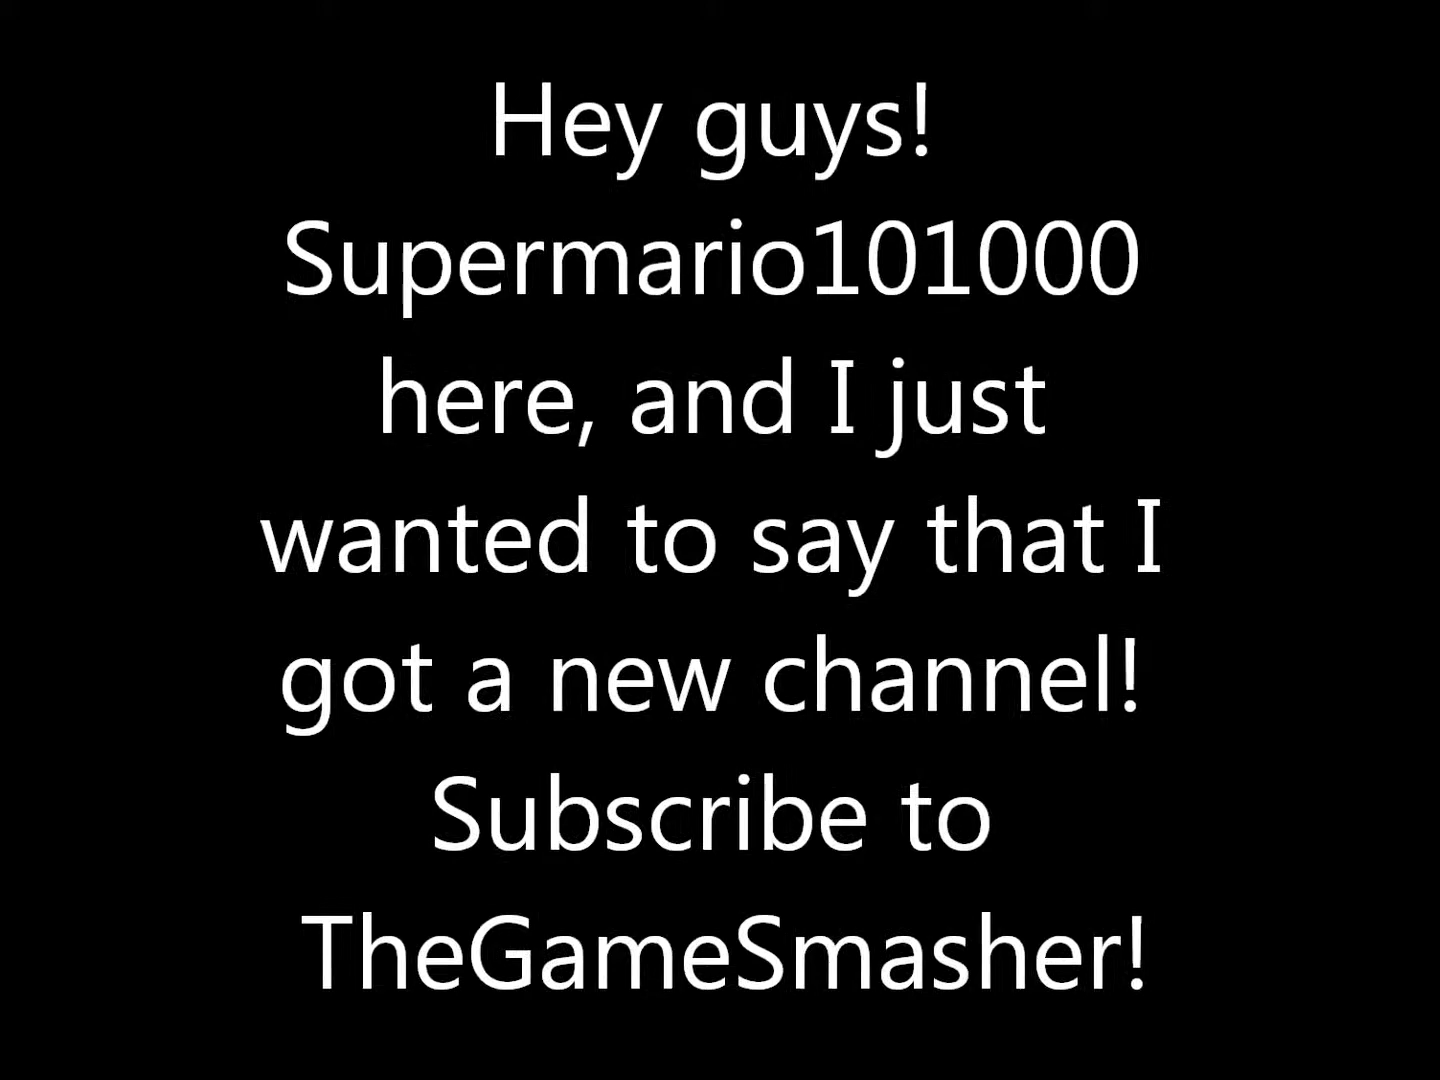 Hey guys!
Supermario101000
here, and I just
wanted to say that I
got a new channel!
Subscribe to
TheGameSmasher!